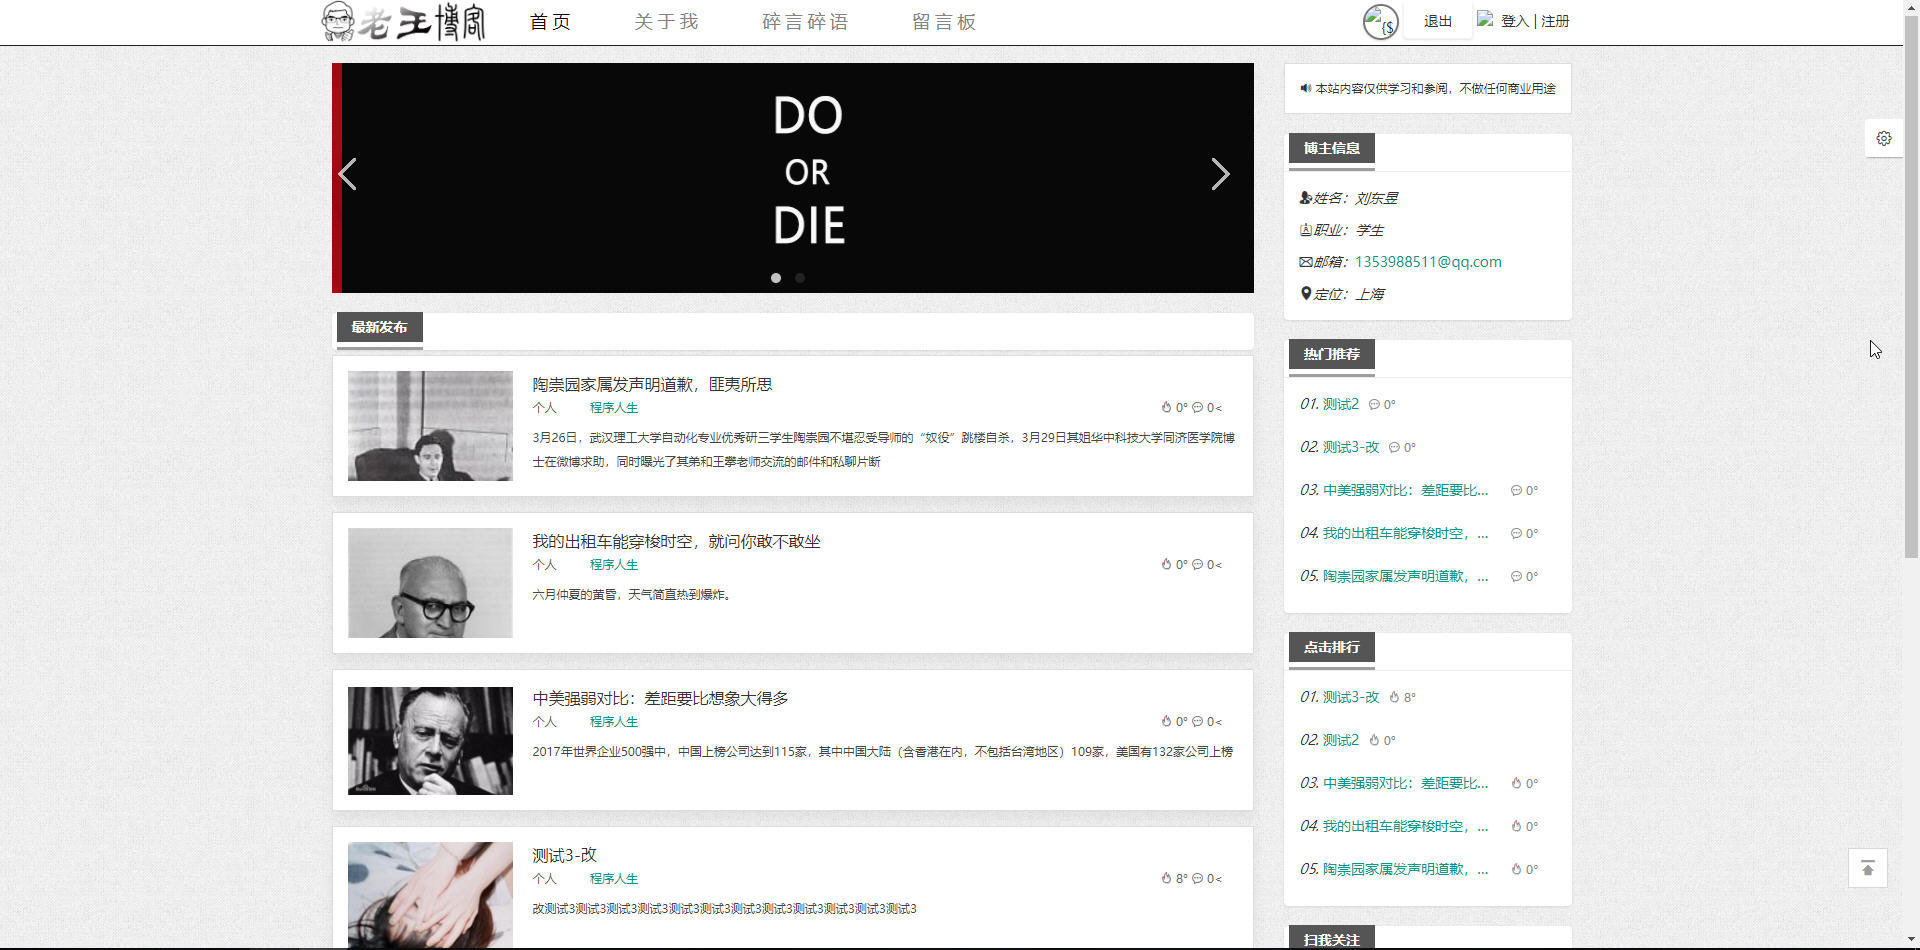 老王博客 首页 关于我 碎言碎语 留言板 {$ 退出 登入 | 注册
DO
OR
DIE
最新发布
陶崇园家属发声明道歉，匪夷所思
个人 程序人生 0° 0<
3月26日，武汉理工大学自动化专业优秀研三学生陶崇园不堪忍受导师的“奴役”跳楼自杀，3月29日其姐华中科技大学同济医学院博
士在微博求助，同时曝光了其弟和王攀老师交流的邮件和私聊片断
我的出租车能穿梭时空，就问你敢不敢坐
个人 程序人生 0° 0<
六月仲夏的黄昏，天气简直热到爆炸。
中美强弱对比：差距要比想象大得多
个人 程序人生 0° 0<
2017年世界企业500强中，中国上榜公司达到115家，其中中国大陆（含香港在内，不包括台湾地区）109家，美国有132家公司上榜
测试3-改
个人 程序人生 8° 0<
改测试3测试3测试3测试3测试3测试3测试3测试3测试3测试3测试3测试3
本站内容仅供学习和参阅，不做任何商业用途
博主信息
姓名：刘东昱
职业：学生
邮箱：1353988511@qq.com
定位：上海
热门推荐
01. 测试2 0°
02. 测试3-改 0°
03. 中美强弱对比：差距要比... 0°
04. 我的出租车能穿梭时空，... 0°
05. 陶崇园家属发声明道歉，... 0°
点击排行
01. 测试3-改 8°
02. 测试2 0°
03. 中美强弱对比：差距要比... 0°
04. 我的出租车能穿梭时空，... 0°
05. 陶崇园家属发声明道歉，... 0°
扫我关注